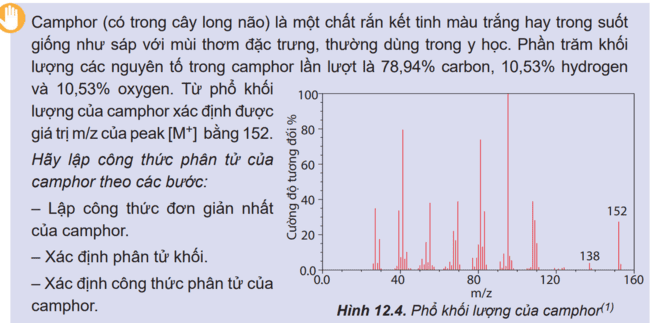 Camphor (có trong cây long não) là một chất rắn kết tinh màu trắng hay trong suốt
giống như sáp với mùi thơm đặc trưng, thường dùng trong y học. Phần trăm khối
lượng các nguyên tố trong camphor lần lượt là 78,94% carbon, 10,53% hydrogen
và 10,53% oxygen. Từ phổ khối
lượng của camphor xác định được
giá trị m/z của peak [M⁺] bằng 152.
Hãy lập công thức phân tử của
camphor theo các bước:
– Lập công thức đơn giản nhất
của camphor.
– Xác định phân tử khối.
– Xác định công thức phân tử của
camphor.
Cường độ tương đối %
100
80
60
40
20
0.0
152
138
0.0 40 80 120 160
m/z
Hình 12.4. Phổ khối lượng của camphor⁽¹⁾